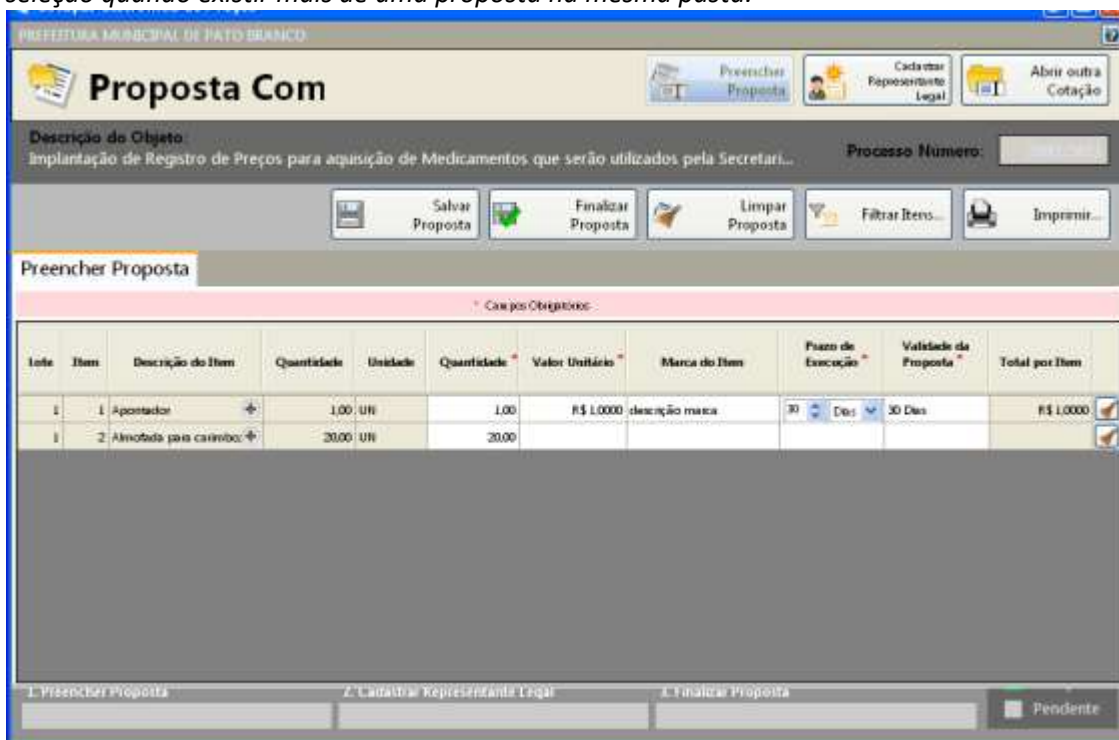 seleção quando existir mais de uma proposta na mesma pasta.
PREFEITURA MUNICIPAL DE PATO BRANCO
Proposta Com
Preencher Proposta
Cadastrar Representante Legal
Abrir outra Cotação
Descrição do Objeto:
Implantação de Registro de Preços para aquisição de Medicamentos que serão utilizados pela Secretari...
Processo Numero:
Salvar Proposta
Finalizar Proposta
Limpar Proposta
Filtrar Itens...
Imprimir...
Preencher Proposta
* Campos Obrigatórios
Lote Item Descrição do Item Quantidade Unidade Quantidade * Valor Unitário * Marca do Item Prazo de Execução * Validade da Proposta * Total por Item
1 1 Apontador 1,00 UN 1,00 R$ 1,0000 descrição marca 30 Dias 30 Dias R$ 1,0000
1 2 Almofada para carimbo: 20,00 UN 20,00
1. Preencher Proposta 2. Cadastrar Representante Legal 3. Finalizar Proposta
Pendente